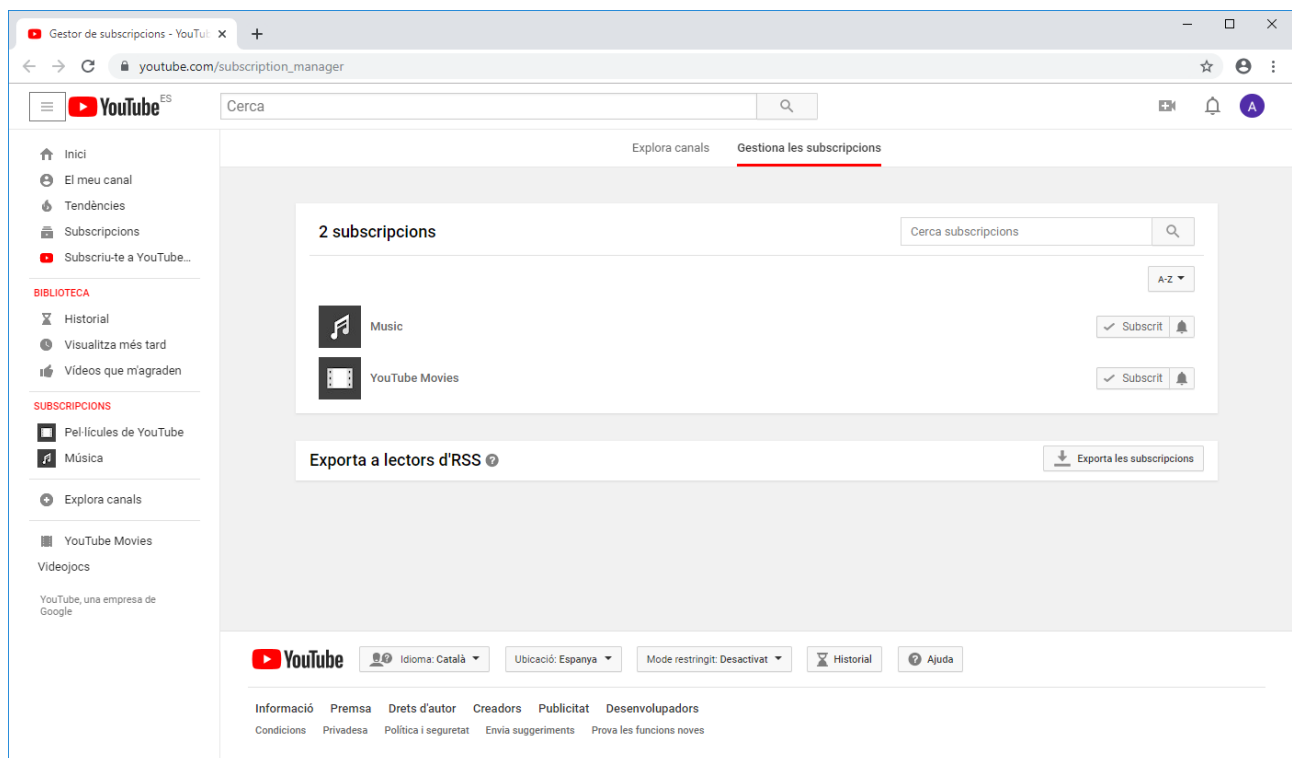 Gestor de subscripcions - YouTub
youtube.com/subscription_manager
YouTube ES
Cerca
A
Explora canals Gestiona les subscripcions
Inici
El meu canal
Tendències
Subscripcions
Subscriu-te a YouTube...
BIBLIOTECA
Historial
Visualitza més tard
Vídeos que m'agraden
SUBSCRIPCIONS
Pel·lícules de YouTube
Música
Explora canals
YouTube Movies
Videojocs
YouTube, una empresa de
Google
2 subscripcions
Cerca subscripcions
A-Z
Music
Subscrit
YouTube Movies
Subscrit
Exporta a lectors d'RSS
Exporta les subscripcions
YouTube Idioma: Català Ubicació: Espanya Mode restringit: Desactivat Historial Ajuda
Informació Premsa Drets d'autor Creadors Publicitat Desenvolupadors
Condicions Privadesa Política i seguretat Envia suggeriments Prova les funcions noves